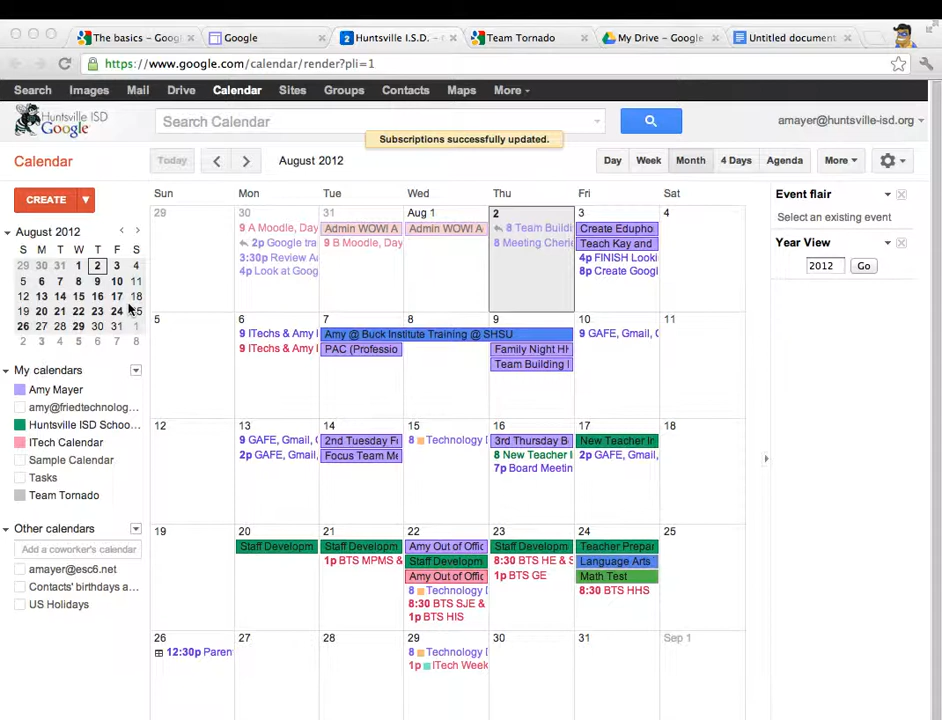 The basics – Googl
Google
Huntsville I.S.D. –
Team Tornado
My Drive – Google
Untitled document
https://www.google.com/calendar/render?pli=1
Search Images Mail Drive Calendar Sites Groups Contacts Maps More
Huntsville ISD
Google
Search Calendar
amayer@huntsville-isd.org
Subscriptions successfully updated.
Calendar
Today
August 2012
Day Week Month 4 Days Agenda More
CREATE
August 2012
S M T W T F S
29 30 31 1 2 3 4
5 6 7 8 9 10 11
12 13 14 15 16 17 18
19 20 21 22 23 24 25
26 27 28 29 30 31 1
2 3 4 5 6 7 8
My calendars
Amy Mayer
amy@friedtechnolog...
Huntsville ISD Schoo...
ITech Calendar
Sample Calendar
Tasks
Team Tornado
Other calendars
Add a coworker's calendar
amayer@esc6.net
Contacts' birthdays a...
US Holidays
Sun Mon Tue Wed Thu Fri Sat
29 30 31 Aug 1 2 3 4
9 A Moodle, Day
2p Google tra
3:30p Review A
4p Look at Goog
Admin WOW! A
9 B Moodle, Day
Admin WOW! A
8 Team Buildi
8 Meeting Cheri
Create Edupho
Teach Kay and
4p FINISH Looki
8p Create Googl
5 6 7 8 9 10 11
9 ITechs & Amy I
9 ITechs & Amy I
Amy @ Buck Institute Training @ SHSU
PAC (Professio
Family Night HH
Team Building I
9 GAFE, Gmail, C
12 13 14 15 16 17 18
9 GAFE, Gmail, C
2p GAFE, Gmail,
2nd Tuesday F
Focus Team Me
8 Technology D
3rd Thursday B
8 New Teacher I
7p Board Meetin
New Teacher In
2p GAFE, Gmail,
19 20 21 22 23 24 25
Staff Developm
Staff Developm
1p BTS MPMS &
Amy Out of Offic
Staff Developm
Amy Out of Offic
8 Technology D
8:30 BTS SJE &
1p BTS HIS
Staff Developm
8:30 BTS HE & S
1p BTS GE
Teacher Prepar
Language Arts
Math Test
8:30 BTS HHS
26 27 28 29 30 31 Sep 1
12:30p Paren
8 Technology D
1p ITech Week
Event flair
Select an existing event
Year View
2012 Go